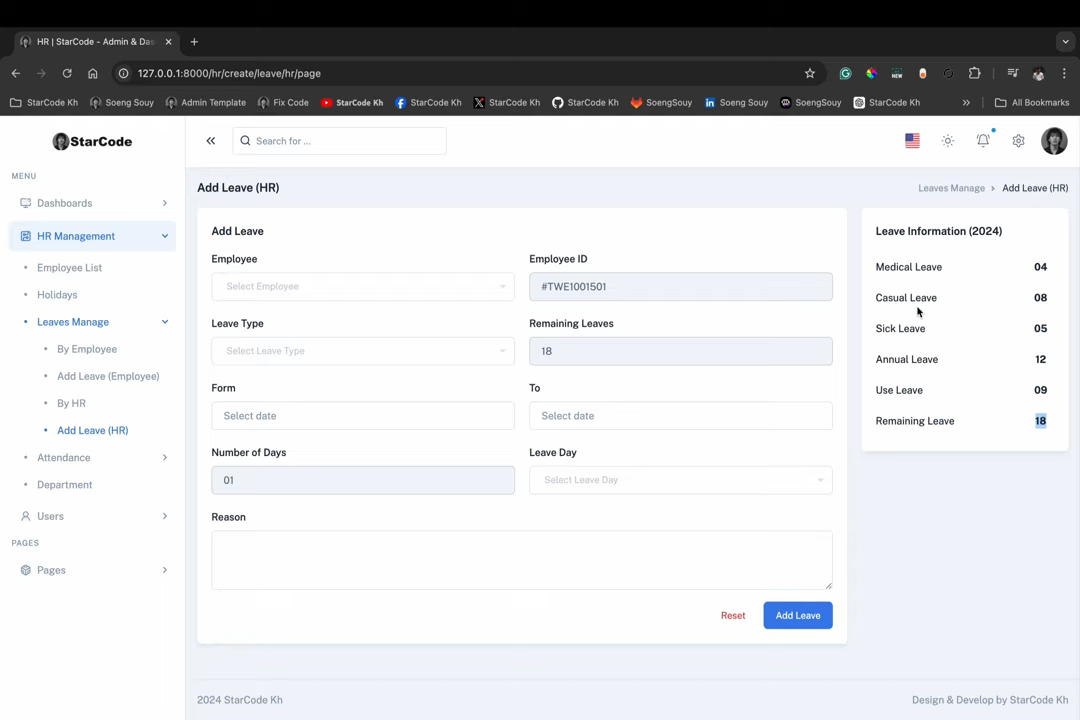 HR | StarCode - Admin & Das
127.0.0.1:8000/hr/create/leave/hr/page
StarCode Kh
Soeng Souy
Admin Template
Fix Code
StarCode Kh
StarCode Kh
StarCode Kh
StarCode Kh
SoengSouy
Soeng Souy
SoengSouy
StarCode Kh
All Bookmarks
StarCode
Search for ...
MENU
Dashboards
HR Management
Employee List
Holidays
Leaves Manage
By Employee
Add Leave (Employee)
By HR
Add Leave (HR)
Attendance
Department
Users
PAGES
Pages
Add Leave (HR)
Leaves Manage
Add Leave (HR)
Add Leave
Employee
Select Employee
Employee ID
#TWE1001501
Leave Type
Select Leave Type
Remaining Leaves
18
Form
Select date
To
Select date
Number of Days
01
Leave Day
Select Leave Day
Reason
Reset
Add Leave
Leave Information (2024)
Medical Leave 04
Casual Leave 08
Sick Leave 05
Annual Leave 12
Use Leave 09
Remaining Leave 18
2024 StarCode Kh
Design & Develop by StarCode Kh